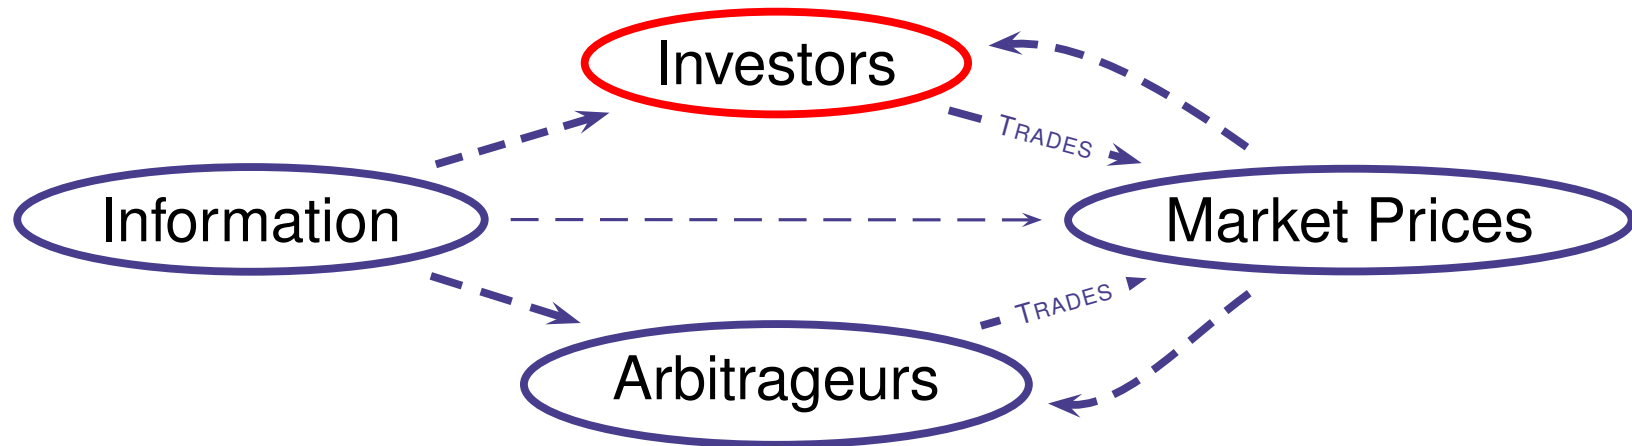 Investors
TRADES
Information
Market Prices
TRADES
Arbitrageurs